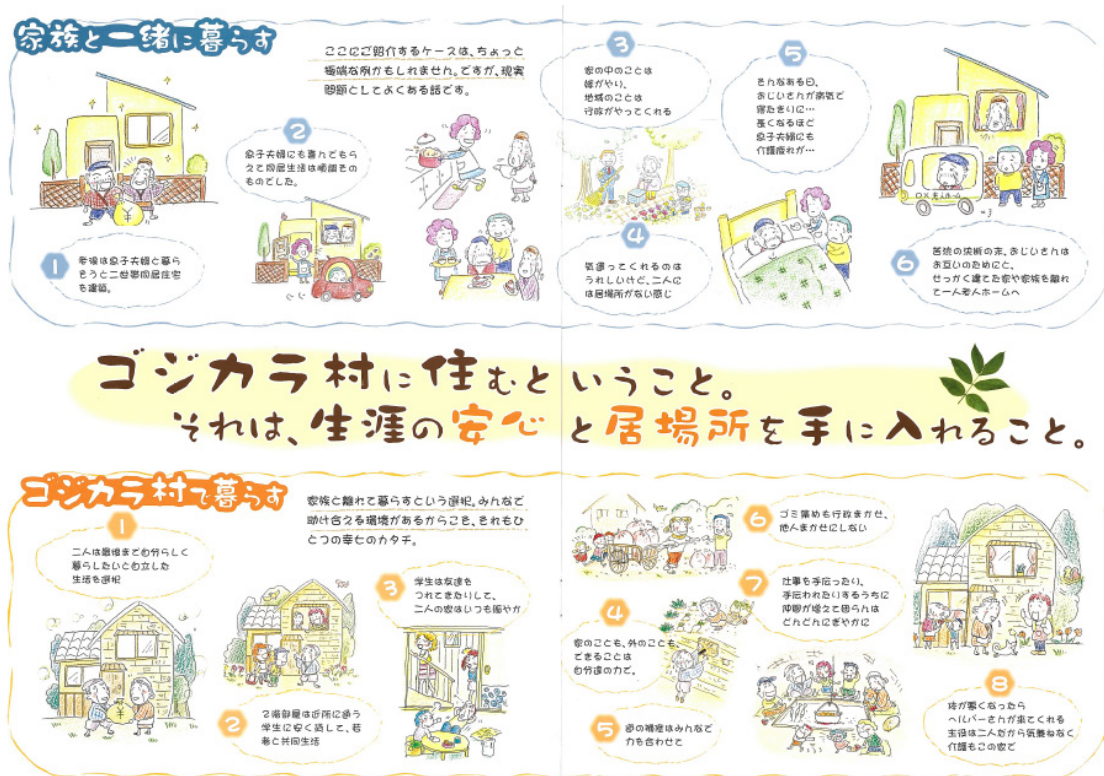 家族と一緒に暮らす
ここにご紹介するケースは、ちょっと
極端な例かもしれません。ですが、現実
問題としてよくある話です。
1
老後は息子夫婦と暮ら
そうと二世帯同居住宅
を建築。
2
息子夫婦にも喜んでもら
えて同居生活は順調その
ものでした。
3
家の中のことは
嫁がやり、
地域のことは
行政がやってくれる
4
気遣ってくれるのは
うれしいけど、二人に
は居場所がない感じ
5
そんなある日、
おじいさんが病気で
寝たきりに…
長くなるほど
息子夫婦にも
介護疲れが…
6
苦渋の決断の末、おじいさんは
お互いのためにと、
せっかく建てた家や家族を離れ
て一人老人ホームへ
ゴジカラ村に住むということ。
それは、生涯の安心と居場所を手に入れること。
ゴジカラ村で暮らす
家族と離れて暮らすという選択。みんなで
助け合える環境があるからこそ、それもひ
とつの幸せのカタチ。
1
二人は最後まで自分らしく
暮らしたいと自立した
生活を選択
2
2階部屋は近所に通う
学生に安く貸して、若
者と共同生活
3
学生は友達を
つれてきたりして、
二人の家はいつも賑やか
4
家のことも、外のことも、
できることは
自分達の力で。
5
道の補修はみんなで
力を合わせて
6
ゴミ集めも行政まかせ、
他人まかせにしない
7
仕事を手伝ったり、
手伝われたりするうちに
仲間が増えて囲らんは
どんどんにぎやかに
8
体が悪くなったら
ヘルパーさんが来てくれる
主役は二人だから気兼ねなく
介護もこの家で